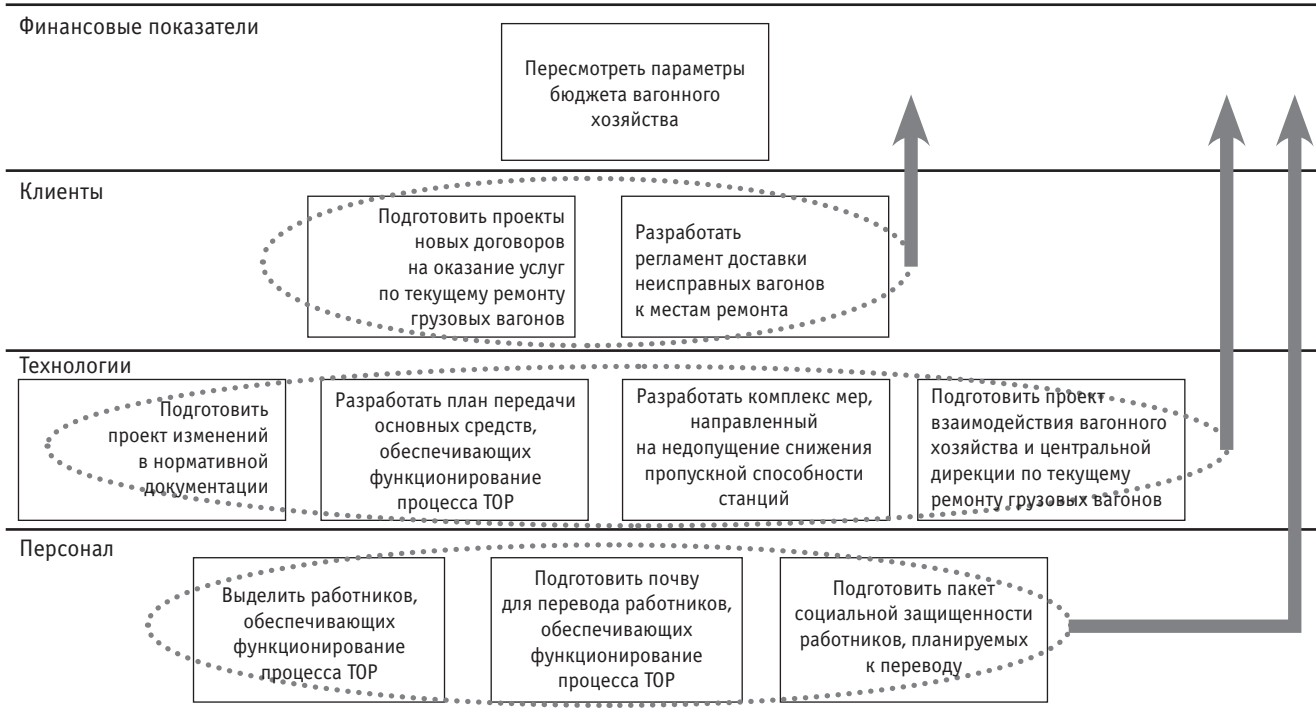 Финансовые показатели
Пересмотреть параметры
бюджета вагонного
хозяйства
Клиенты
Подготовить проекты
новых договоров
на оказание услуг
по текущему ремонту
грузовых вагонов
Разработать
регламент доставки
неисправных вагонов
к местам ремонта
Технологии
Подготовить
проект изменений
в нормативной
документации
Разработать план передачи
основных средств,
обеспечивающих
функционирование
процесса ТОР
Разработать комплекс мер,
направленный
на недопущение снижения
пропускной способности
станций
Подготовить проект
взаимодействия вагонного
хозяйства и центральной
дирекции по текущему
ремонту грузовых вагонов
Персонал
Выделить работников,
обеспечивающих
функционирование
процесса ТОР
Подготовить почву
для перевода работников,
обеспечивающих
функционирование
процесса ТОР
Подготовить пакет
социальной защищенности
работников, планируемых
к переводу